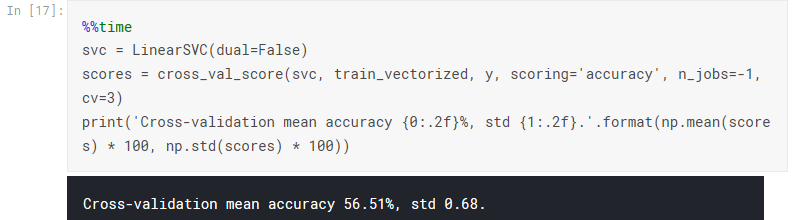 In [17]:
%%time
svc = LinearSVC(dual=False)
scores = cross_val_score(svc, train_vectorized, y, scoring='accuracy', n_jobs=-1,
cv=3)
print('Cross-validation mean accuracy {0:.2f}%, std {1:.2f}.'.format(np.mean(score
s) * 100, np.std(scores) * 100))
Cross-validation mean accuracy 56.51%, std 0.68.